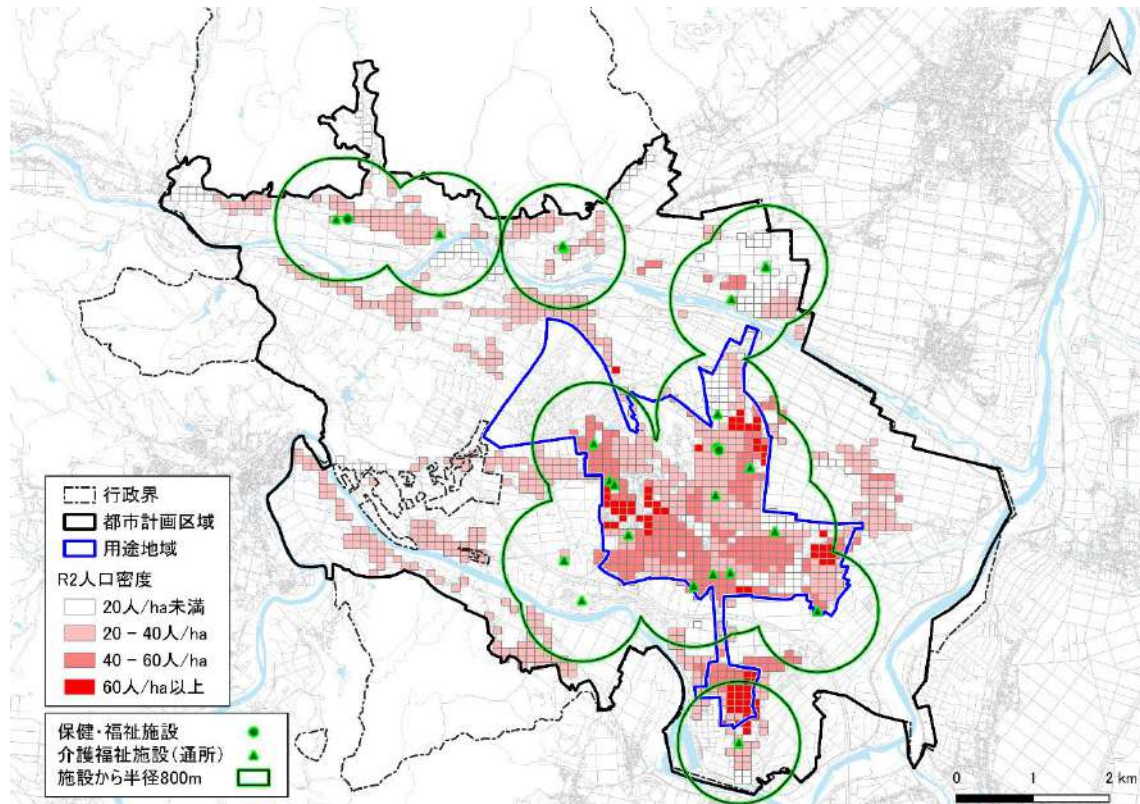 行政界
都市計画区域
用途地域
R2人口密度
20人/ha未満
20-40人/ha
40-60人/ha
60人/ha以上
保健・福祉施設
介護福祉施設(通所)
施設から半径800m
0 1 2 km